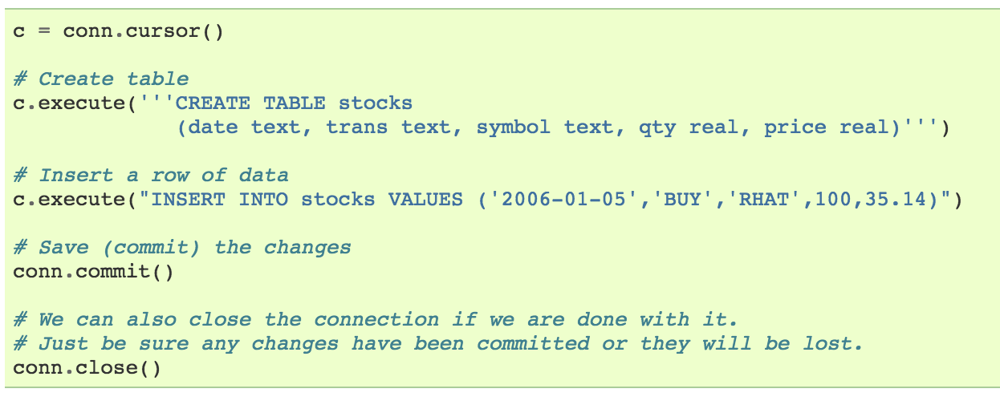 c = conn.cursor()
# Create table
c.execute('''CREATE TABLE stocks
(date text, trans text, symbol text, qty real, price real)''')
# Insert a row of data
c.execute("INSERT INTO stocks VALUES ('2006-01-05','BUY','RHAT',100,35.14)")
# Save (commit) the changes
conn.commit()
# We can also close the connection if we are done with it.
# Just be sure any changes have been committed or they will be lost.
conn.close()